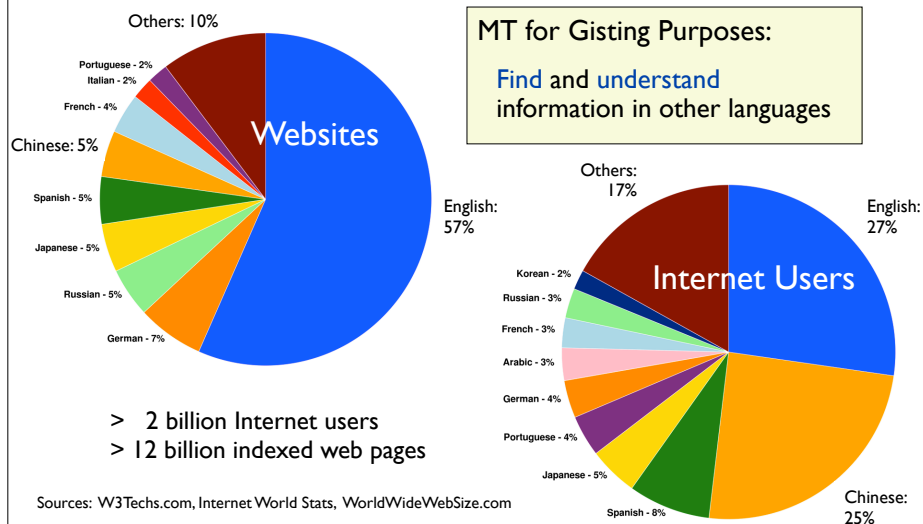 Others: 10%
Portuguese - 2%
Italian - 2%
French - 4%
Chinese: 5%
Spanish - 5%
Japanese - 5%
Russian - 5%
German - 7%
Websites
English:
57%
MT for Gisting Purposes:
Find and understand
information in other languages
Others:
17%
English:
27%
Korean - 2%
Russian - 3%
French - 3%
Arabic - 3%
German - 4%
Portuguese - 4%
Japanese - 5%
Spanish - 8%
Internet Users
Chinese:
25%
> 2 billion Internet users
> 12 billion indexed web pages
Sources: W3Techs.com, Internet World Stats, WorldWideWebSize.com